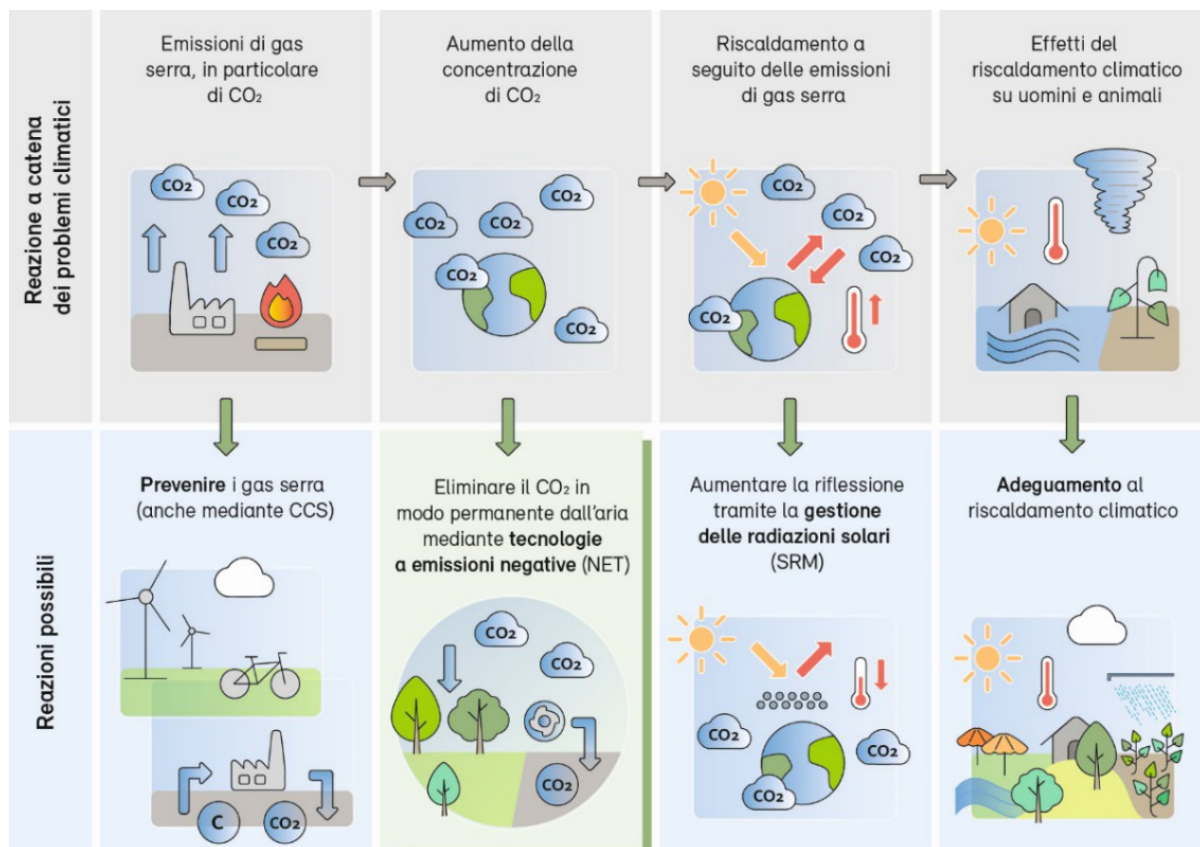 Reazione a catena
dei problemi climatici
Emissioni di gas
serra, in particolare
di CO₂
CO₂
CO₂
CO₂
Aumento della
concentrazione
di CO₂
CO₂
CO₂
CO₂
CO₂
CO₂
Riscaldamento a
seguito delle emissioni
di gas serra
CO₂
CO₂
CO₂
CO₂
Effetti del
riscaldamento climatico
su uomini e animali
Reazioni possibili
Prevenire i gas serra
(anche mediante CCS)
C
CO₂
Eliminare il CO₂ in
modo permanente dall'aria
mediante tecnologie
a emissioni negative (NET)
CO₂
CO₂
CO₂
Aumentare la riflessione
tramite la gestione
delle radiazioni solari
(SRM)
CO₂
CO₂
CO₂
Adeguamento al
riscaldamento climatico